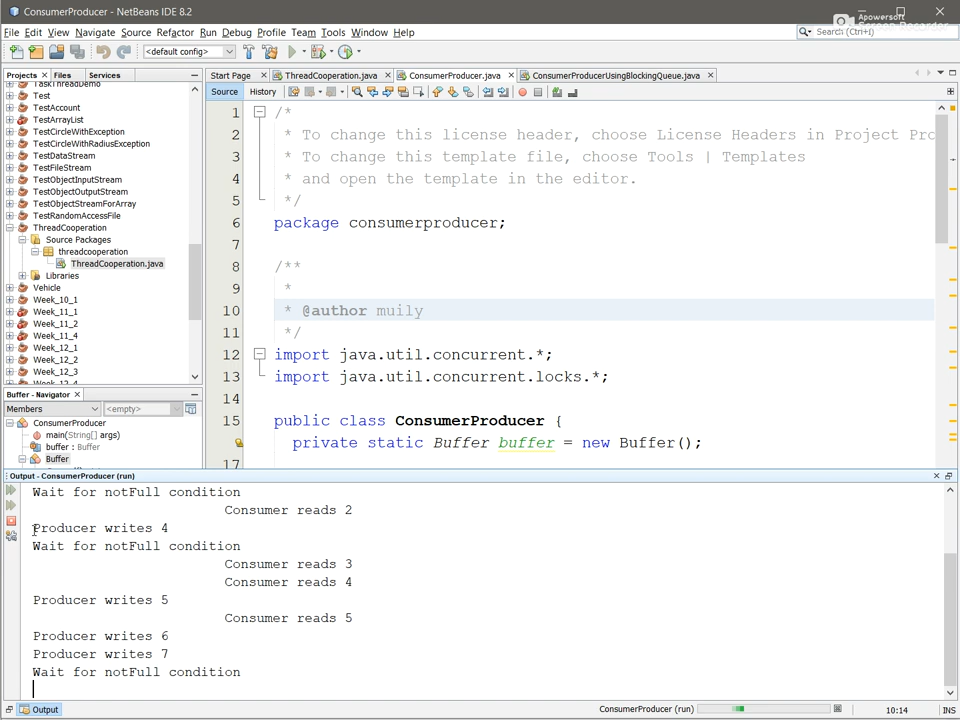 ConsumerProducer - NetBeans IDE 8.2
File Edit View Navigate Source Refactor Run Debug Profile Team Tools Window Help
Apowersoft
Screen Recorder
Search (Ctrl+I)
<default config>
Projects Files Services
Start Page ThreadCooperation.java ConsumerProducer.java ConsumerProducerUsingBlockingQueue.java
Source History
TaskThreadDemo
Test
TestAccount
TestArrayList
TestCircleWithException
TestCircleWithRadiusException
TestDataStream
TestFileStream
TestObjectInputStream
TestObjectOutputStream
TestObjectStreamForArray
TestRandomAccessFile
ThreadCooperation
Source Packages
threadcooperation
ThreadCooperation.java
Libraries
Vehicle
Week_10_1
Week_11_1
Week_11_2
Week_11_4
Week_12_1
Week_12_2
Week_12_3
Week_12_4
1 /*
2 * To change this license header, choose License Headers in Project Pro
3 * To change this template file, choose Tools | Templates
4 * and open the template in the editor.
5 */
6 package consumerproducer;
7
8 /**
9 *
10 * @author muily
11 */
12 import java.util.concurrent.*;
13 import java.util.concurrent.locks.*;
14
15 public class ConsumerProducer {
private static Buffer buffer = new Buffer();
17
Buffer - Navigator
Members <empty>
ConsumerProducer
main(String[] args)
buffer : Buffer
Buffer
Output - ConsumerProducer (run)
Wait for notFull condition
Consumer reads 2
Producer writes 4
Wait for notFull condition
Consumer reads 3
Consumer reads 4
Producer writes 5
Consumer reads 5
Producer writes 6
Producer writes 7
Wait for notFull condition
Output
ConsumerProducer (run)
10:14
INS